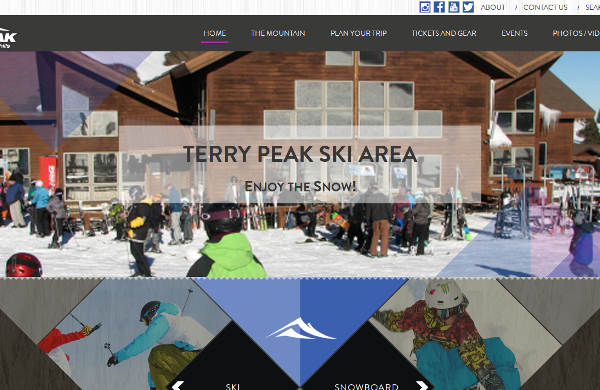 ABOUT / CONTACT US / SEAR
AK
HOME THE MOUNTAIN PLAN YOUR TRIP TICKETS AND GEAR EVENTS PHOTOS / VID
TERRY PEAK SKI AREA
ENJOY THE SNOW!
SKI SNOWBOARD